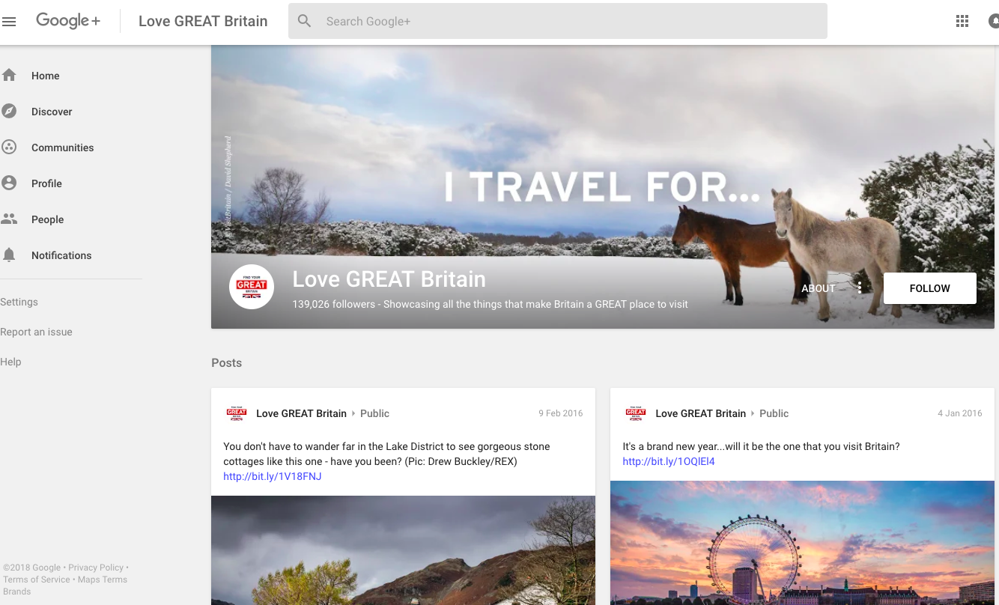 Google+
Love GREAT Britain
Search Google+
Home
Discover
Communities
Profile
People
Notifications
Settings
Report an issue
Help
©2018 Google • Privacy Policy •
Terms of Service • Maps Terms
Brands
©VisitBritain / David Shepherd
I TRAVEL FOR...
FIND YOUR
GREAT
BRITAIN
Love GREAT Britain
139,026 followers - Showcasing all the things that make Britain a GREAT place to visit
ABOUT
FOLLOW
Posts
GREAT
Love GREAT Britain
Public
9 Feb 2016
You don't have to wander far in the Lake District to see gorgeous stone
cottages like this one - have you been? (Pic: Drew Buckley/REX)
http://bit.ly/1V18FNJ
GREAT
Love GREAT Britain
Public
4 Jan 2016
It's a brand new year...will it be the one that you visit Britain?